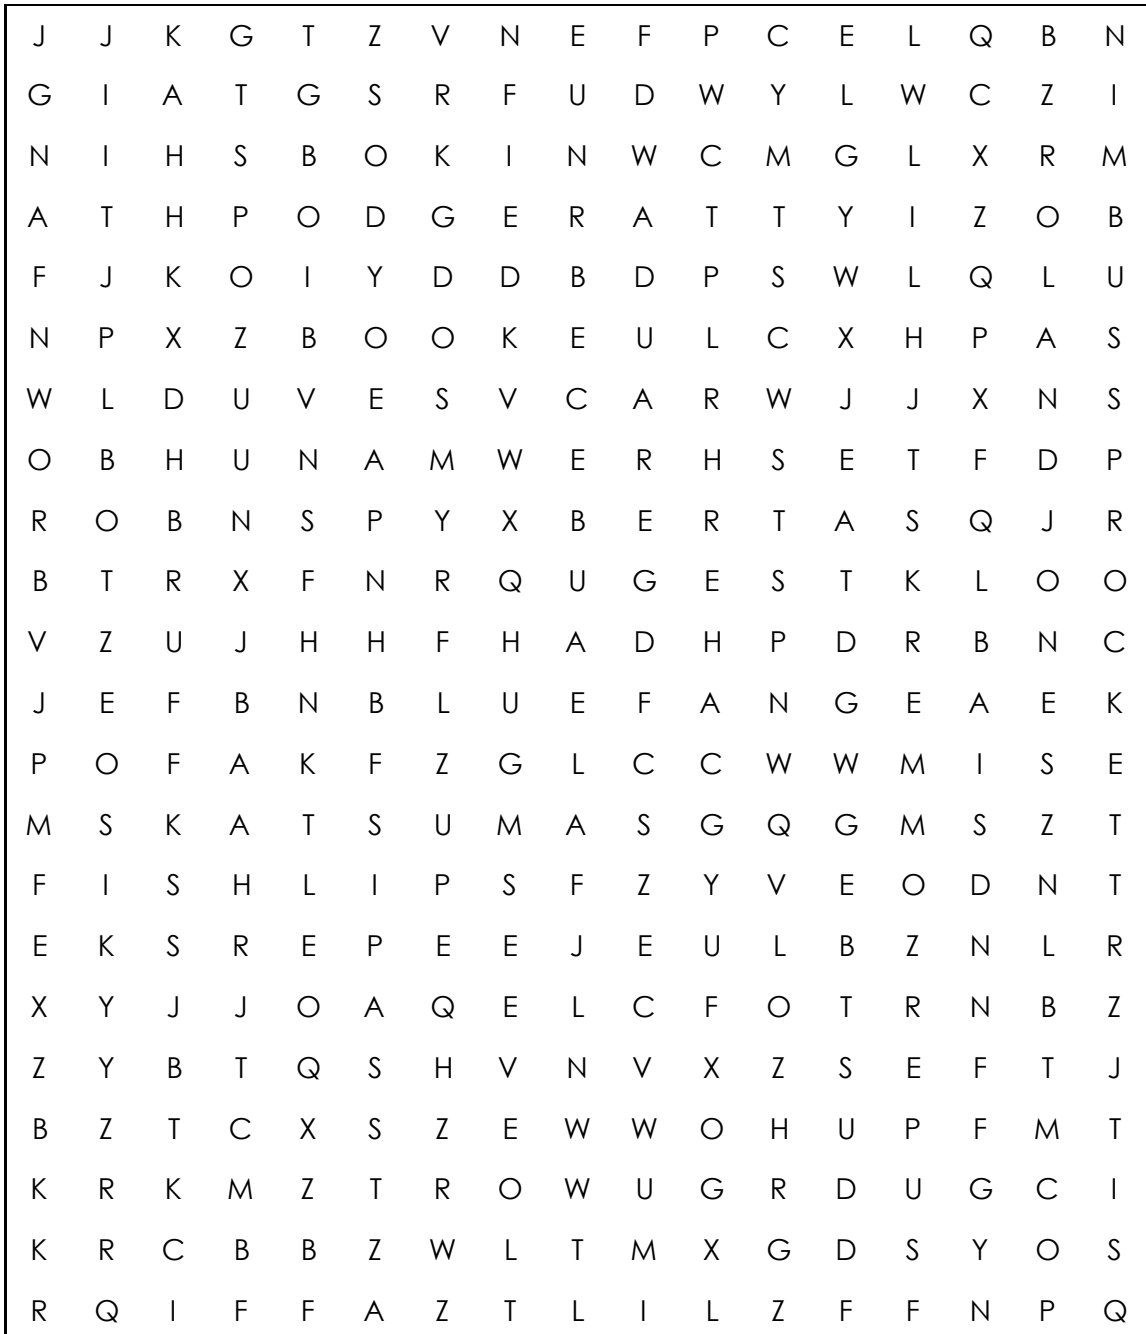 J J K G T Z V N E F P C E L Q B N
G I A T G S R F U D W Y L W C Z I
N I H S B O K I N W C M G L X R M
A T H P O D G E R A T T Y I Z O B
F J K O I Y D D B D P S W L Q L U
N P X Z B O O K E U L C X H P A S
W L D U V E S V C A R W J J X N S
O B H U N A M W E R H S E T F D P
R O B N S P Y X B E R T A S Q J R
B T R X F N R Q U G E S T K L O O
V Z U J H H F H A D H P D R B N C
J E F B N B L U E F A N G E A E K
P O F A K F Z G L C C W W M I S E
M S K A T S U M A S G Q G M S Z T
F I S H L I P S F Z Y V E O D N T
E K S R E P E E J E U L B Z N L R
X Y J J O A Q E L C F O T R N B Z
Z Y B T Q S H V N V X Z S E F T J
B Z T C X S Z E W W O H U P F M T
K R K M Z T R O W U G R D U G C I
K R C B B Z W L T M X G D S Y O S
R Q I F F A Z T L I L Z F F N P Q